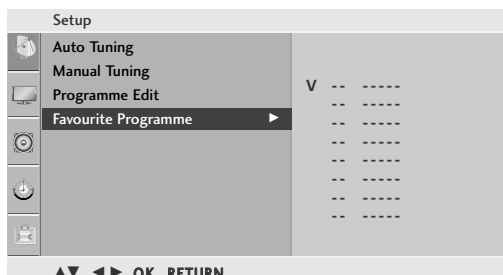 Setup
Auto Tuning
Manual Tuning
Programme Edit
Favourite Programme ►
V -- -----
-- -----
-- -----
-- -----
-- -----
-- -----
-- -----
-- -----
▲▼ ◄► OK RETURN